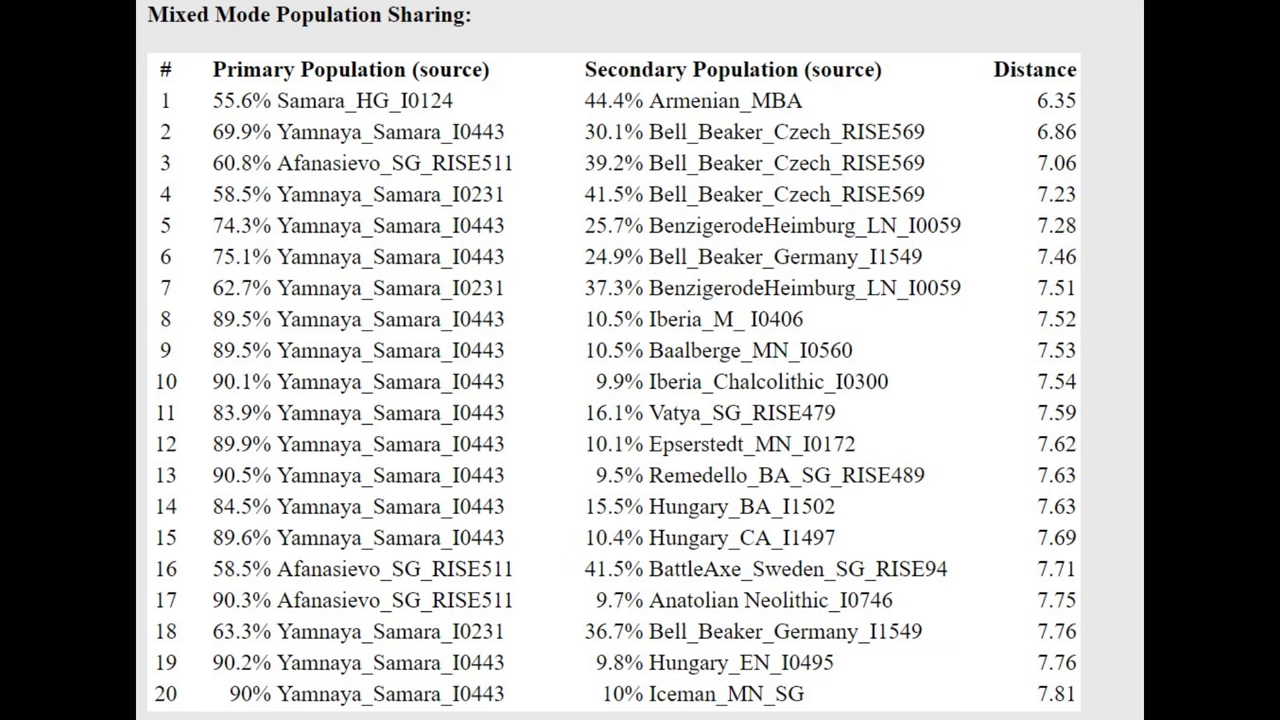 Mixed Mode Population Sharing:
# Primary Population (source) Secondary Population (source) Distance
1 55.6% Samara_HG_I0124 44.4% Armenian_MBA 6.35
2 69.9% Yamnaya_Samara_I0443 30.1% Bell_Beaker_Czech_RISE569 6.86
3 60.8% Afanasievo_SG_RISE511 39.2% Bell_Beaker_Czech_RISE569 7.06
4 58.5% Yamnaya_Samara_I0231 41.5% Bell_Beaker_Czech_RISE569 7.23
5 74.3% Yamnaya_Samara_I0443 25.7% BenzigerodeHeimburg_LN_I0059 7.28
6 75.1% Yamnaya_Samara_I0443 24.9% Bell_Beaker_Germany_I1549 7.46
7 62.7% Yamnaya_Samara_I0231 37.3% BenzigerodeHeimburg_LN_I0059 7.51
8 89.5% Yamnaya_Samara_I0443 10.5% Iberia_M_ I0406 7.52
9 89.5% Yamnaya_Samara_I0443 10.5% Baalberge_MN_I0560 7.53
10 90.1% Yamnaya_Samara_I0443 9.9% Iberia_Chalcolithic_I0300 7.54
11 83.9% Yamnaya_Samara_I0443 16.1% Vatya_SG_RISE479 7.59
12 89.9% Yamnaya_Samara_I0443 10.1% Epserstedt_MN_I0172 7.62
13 90.5% Yamnaya_Samara_I0443 9.5% Remedello_BA_SG_RISE489 7.63
14 84.5% Yamnaya_Samara_I0443 15.5% Hungary_BA_I1502 7.63
15 89.6% Yamnaya_Samara_I0443 10.4% Hungary_CA_I1497 7.69
16 58.5% Afanasievo_SG_RISE511 41.5% BattleAxe_Sweden_SG_RISE94 7.71
17 90.3% Afanasievo_SG_RISE511 9.7% Anatolian Neolithic_I0746 7.75
18 63.3% Yamnaya_Samara_I0231 36.7% Bell_Beaker_Germany_I1549 7.76
19 90.2% Yamnaya_Samara_I0443 9.8% Hungary_EN_I0495 7.76
20 90% Yamnaya_Samara_I0443 10% Iceman_MN_SG 7.81